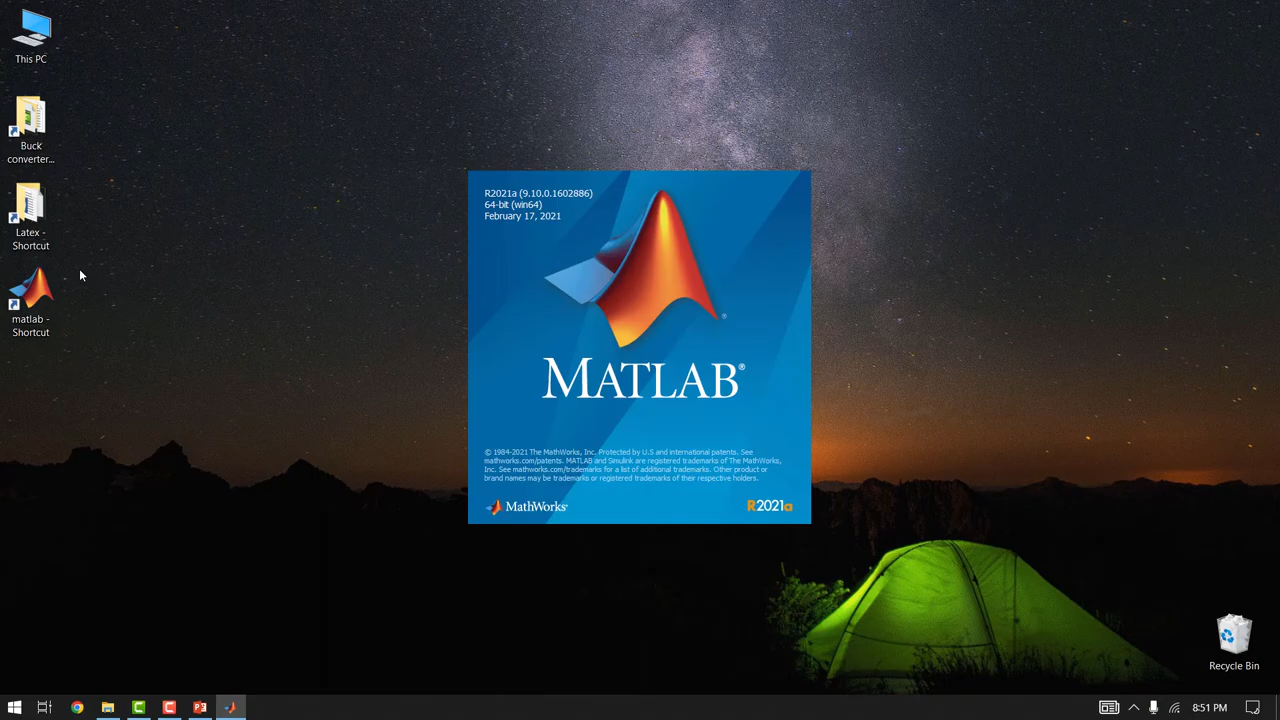 This PC
Buck
converter...
Latex -
Shortcut
matlab -
Shortcut
R2021a (9.10.0.1602886)
64-bit (win64)
February 17, 2021
®
MATLAB®
© 1984-2021 The MathWorks, Inc. Protected by U.S and international patents. See
mathworks.com/patents. MATLAB and Simulink are registered trademarks of The MathWorks,
Inc. See mathworks.com/trademarks for a list of additional trademarks. Other product or
brand names may be trademarks or registered trademarks of their respective holders.
MathWorks®
R2021a
Recycle Bin
8:51 PM